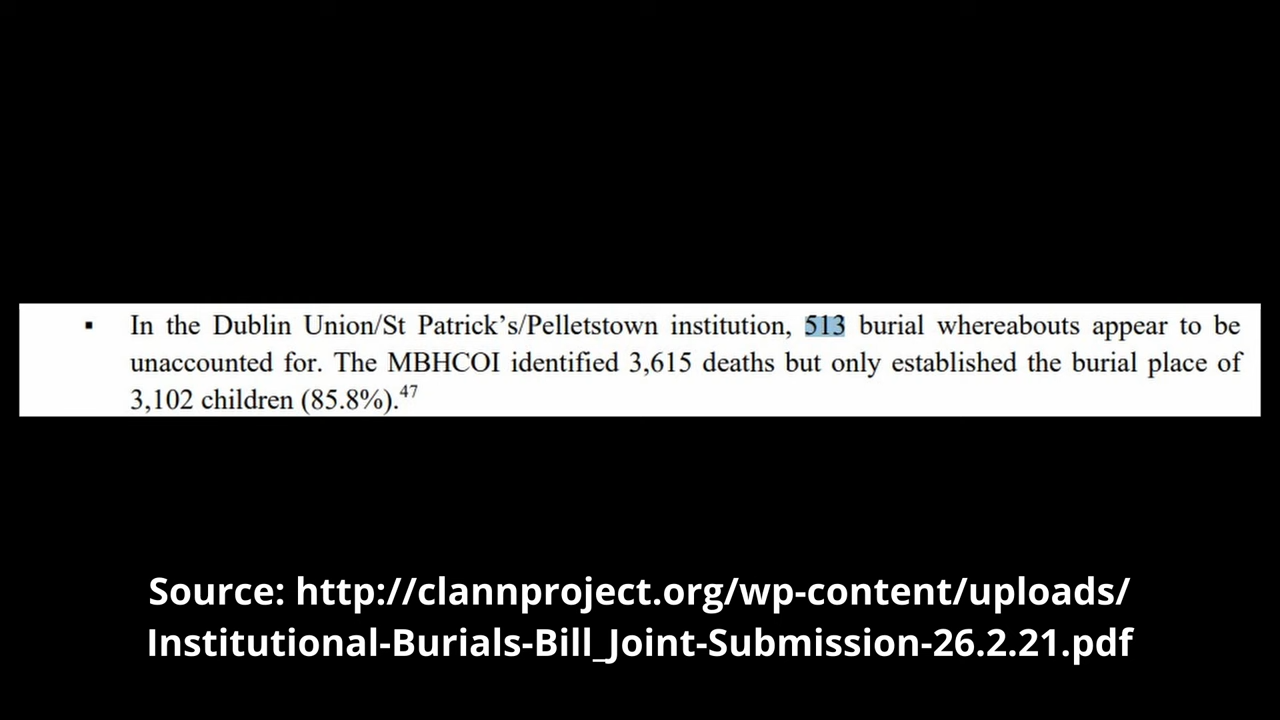 ▪ In the Dublin Union/St Patrick’s/Pelletstown institution, 513 burial whereabouts appear to be
unaccounted for. The MBHCOI identified 3,615 deaths but only established the burial place of
3,102 children (85.8%).47
Source: http://clannproject.org/wp-content/uploads/
Institutional-Burials-Bill_Joint-Submission-26.2.21.pdf